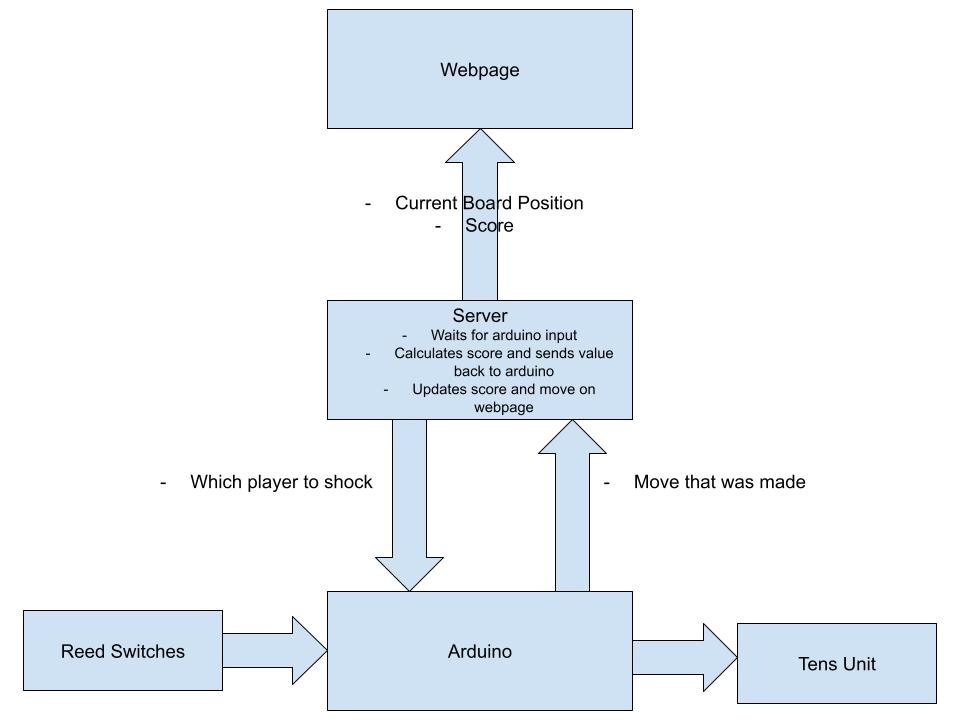 Webpage
- Current Board Position
- Score
Server
- Waits for arduino input
- Calculates score and sends value
back to arduino
- Updates score and move on
webpage
- Which player to shock
- Move that was made
Reed Switches
Arduino
Tens Unit